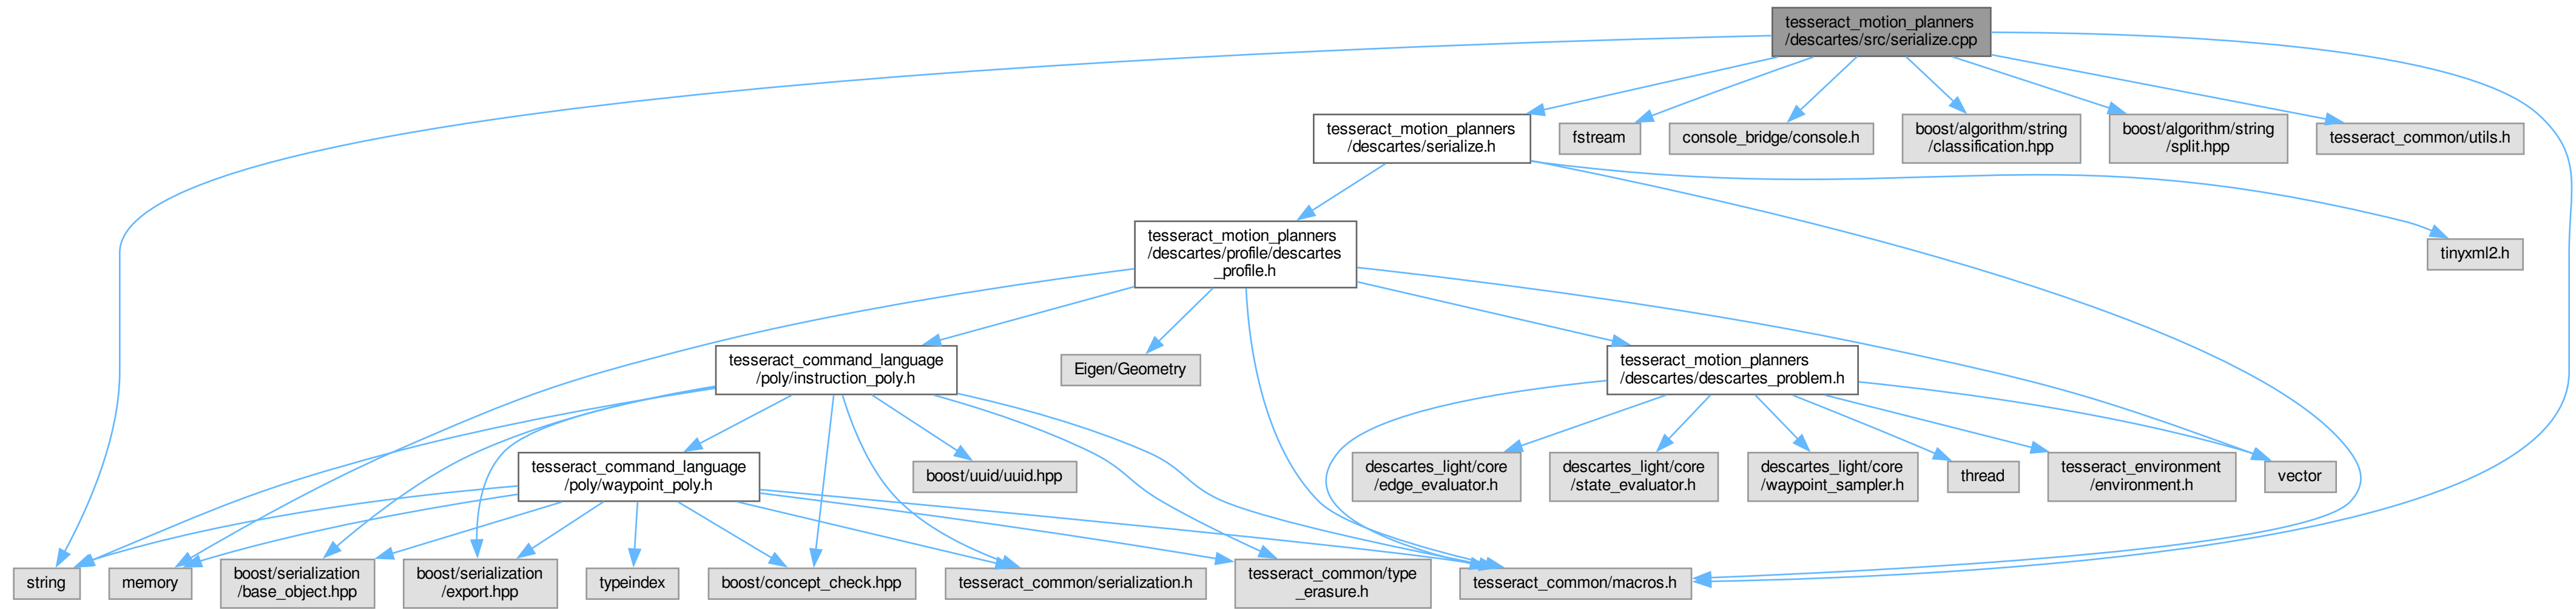 tesseract_motion_planners
/descartes/src/serialize.cpp
tesseract_motion_planners
/descartes/serialize.h
fstream
console_bridge/console.h
boost/algorithm/string
/classification.hpp
boost/algorithm/string
/split.hpp
tesseract_common/utils.h
tesseract_motion_planners
/descartes/profile/descartes
_profile.h
tinyxml2.h
tesseract_command_language
/poly/instruction_poly.h
Eigen/Geometry
tesseract_motion_planners
/descartes/descartes_problem.h
tesseract_command_language
/poly/waypoint_poly.h
boost/uuid/uuid.hpp
descartes_light/core
/edge_evaluator.h
descartes_light/core
/state_evaluator.h
descartes_light/core
/waypoint_sampler.h
thread
tesseract_environment
/environment.h
vector
string
memory
boost/serialization
/base_object.hpp
boost/serialization
/export.hpp
typeindex
boost/concept_check.hpp
tesseract_common/serialization.h
tesseract_common/type
_erasure.h
tesseract_common/macros.h